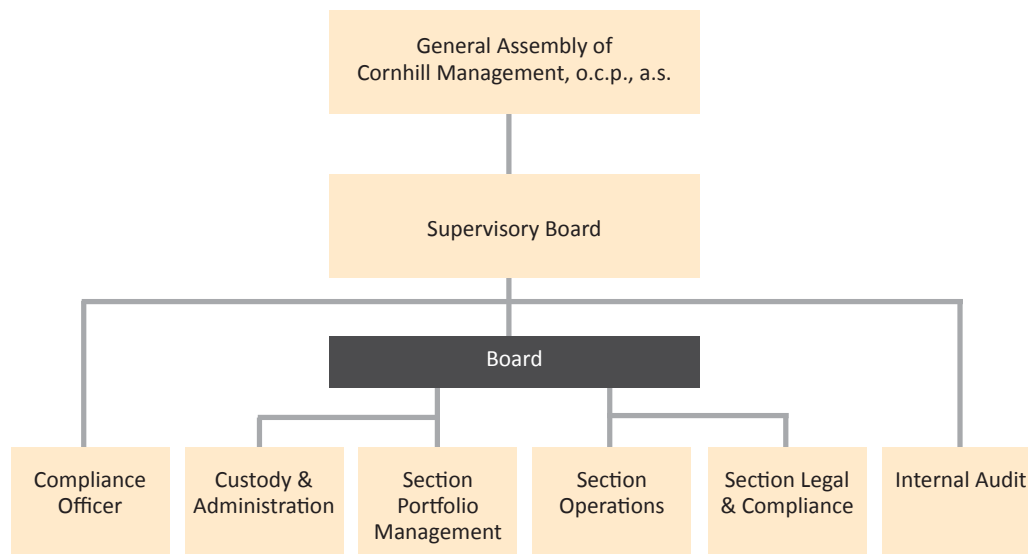 General Assembly of
Cornhill Management, o.c.p., a.s.
Supervisory Board
Board
Compliance
Officer
Custody &
Administration
Section
Portfolio
Management
Section
Operations
Section Legal
& Compliance
Internal Audit